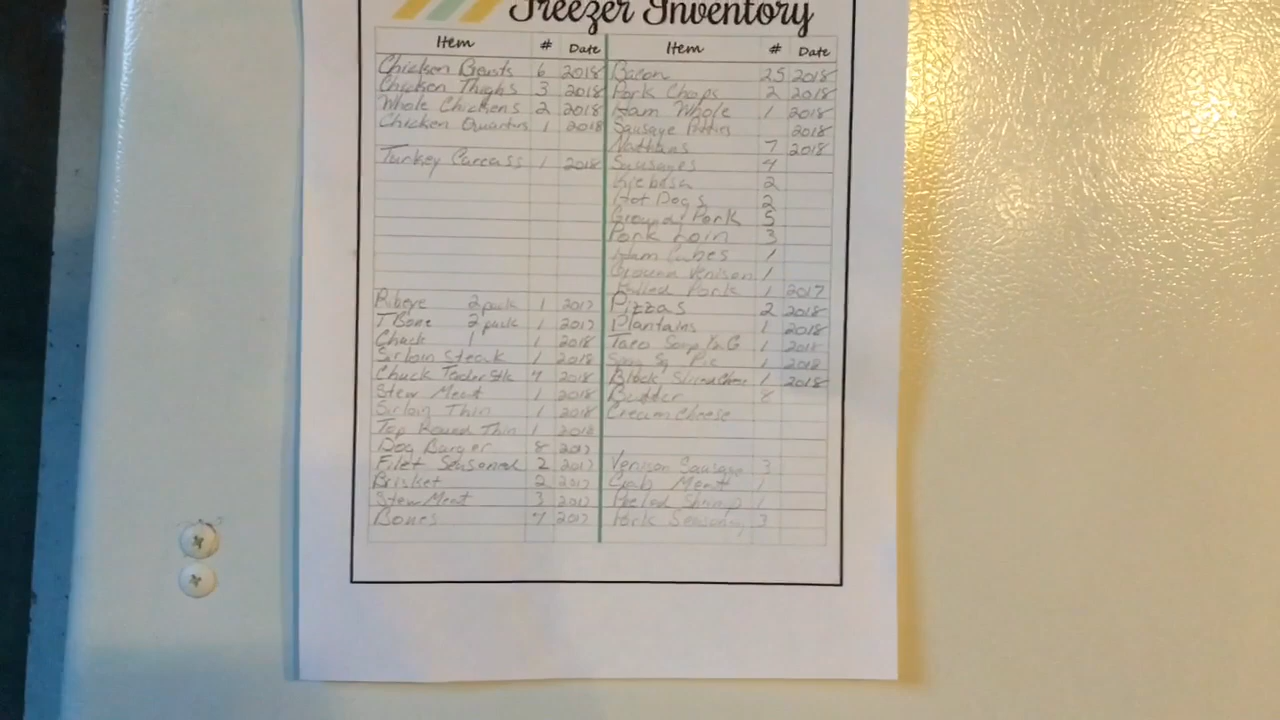 Freezer Inventory
Item # Date
Chicken Breasts 6 2018
Chicken Thighs 3 2018
Whole Chickens 2 2018
Chicken Quarters 1 2018
Turkey Carcass 1 2018
Ribeye 2 pack 1 2017
T Bone 2 pack 1 2017
Chuck 1 1 2018
Sirloin Steak 1 2018
Chuck Tender Stk 4 2018
Stew Meat 1 2018
Sirloin Thin 1 2018
Top Round Thin 1 2018
Dog Burger 8 2017
Filet Seasoned 2 2017
Brisket 2 2017
Stew Meat 3 2017
Bones 4 2017
Item # Date
Bacon 25 2018
Pork Chops 2 2018
Ham Whole 1 2018
Sausage Patties 2018
Nathans 7 2018
Sausages 4
Kiebasa 2
Hot Dogs 2
Ground Pork 5
Pork Loin 3
Ham Cubes 1
Ground Venison 1
Pulled Pork 1 2017
Pizzas 2 2018
Plantains 1 2018
Taco Soup 1 2018
1 2018
Block 1 2018
Butter 8
Cream Cheese
Venison Sausage 3
Crab Meat 1
Peeled Shrimp 1
Pork Seasoning 3